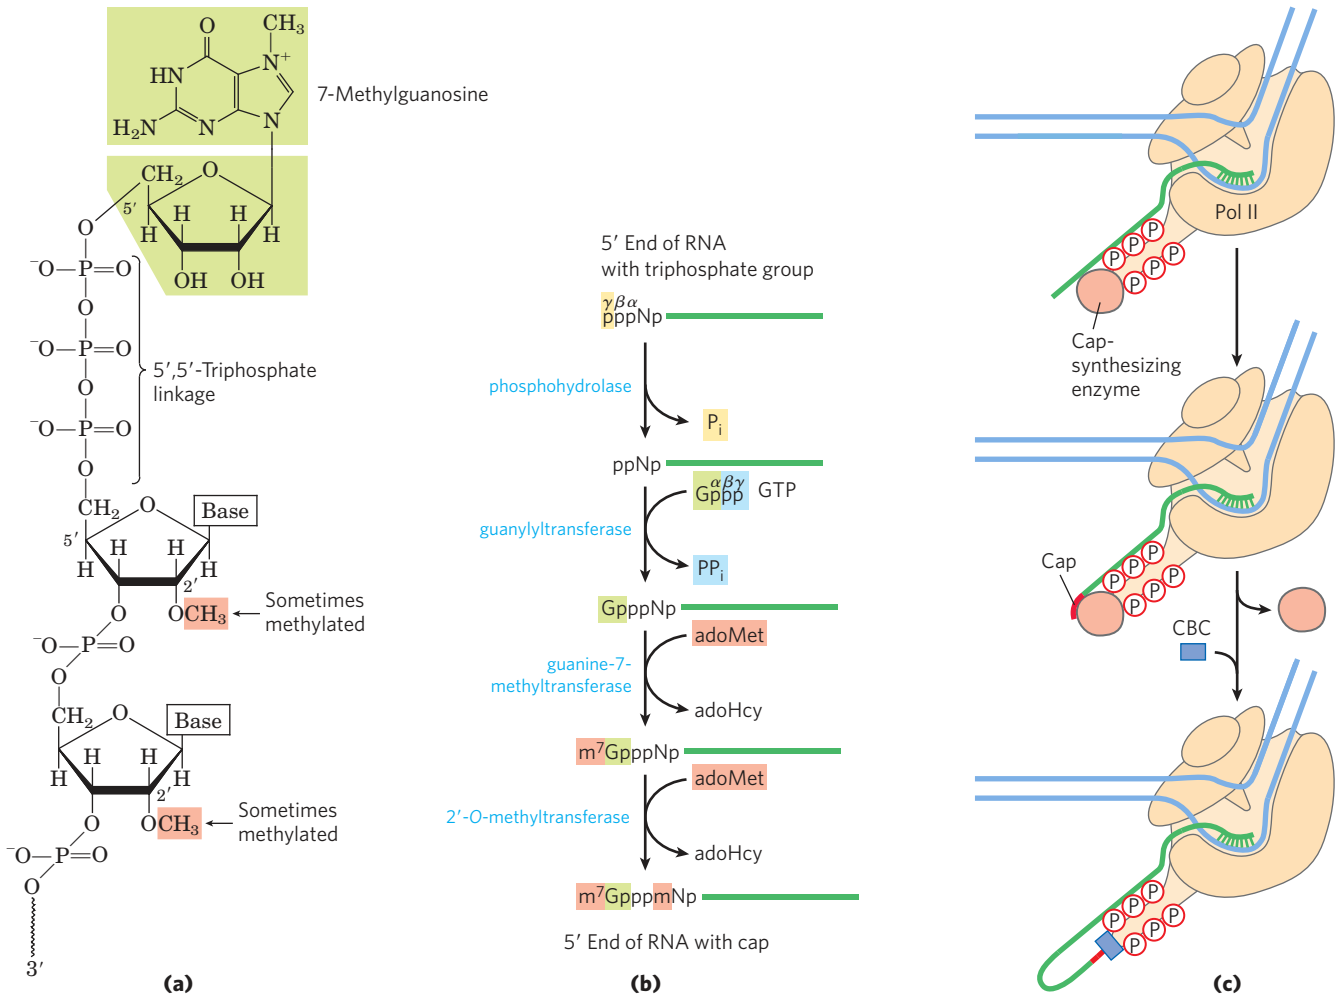 O
CH₃
N⁺
HN
H₂N
N
N
7-Methylguanosine
CH₂
O
5′
H
H
H
H
OH
OH
O
⁻O—P=O
O
⁻O—P=O
O
⁻O—P=O
O
5′,5′-Triphosphate
linkage
CH₂
O
Base
5′
H
H
H
H
2′
O
OCH₃
Sometimes
methylated
⁻O—P=O
O
CH₂
O
Base
H
H
H
H
2′
O
OCH₃
Sometimes
methylated
⁻O—P=O
O
3′
(a)
5′ End of RNA
with triphosphate group
γβα
pppNp
phosphohydrolase
Pᵢ
ppNp
αβγ
Gppp GTP
guanylyltransferase
PPᵢ
GpppNp
adoMet
guanine-7-
methyltransferase
adoHcy
m⁷GpppNp
adoMet
2′-O-methyltransferase
adoHcy
m⁷GpppmNp
5′ End of RNA with cap
(b)
Pol II
P
P
P
P
P
P
Cap-
synthesizing
enzyme
P
P
P
P
P
P
Cap
CBC
P
P
P
P
P
P
(c)